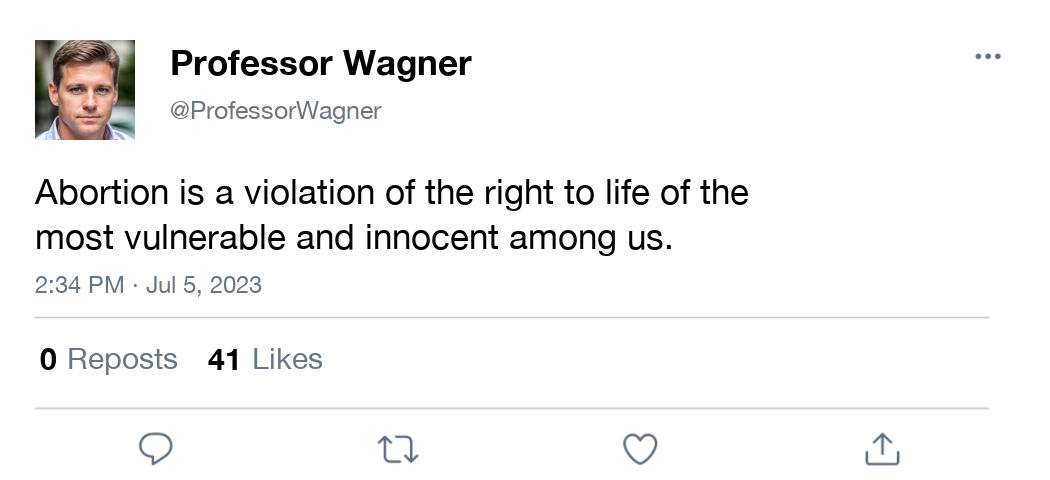 Professor Wagner
@ProfessorWagner
Abortion is a violation of the right to life of the
most vulnerable and innocent among us.
2:34 PM · Jul 5, 2023
0 Reposts 41 Likes